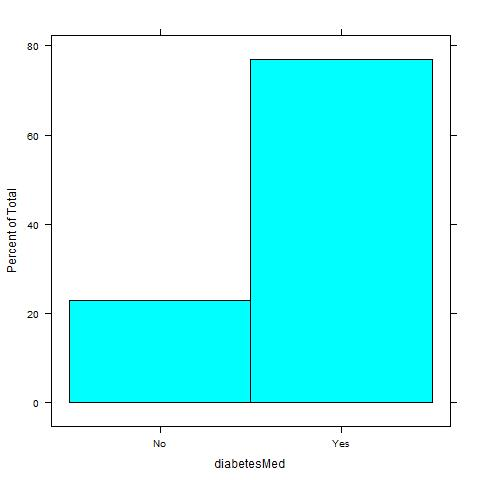 80
60
40
20
0
Percent of Total
No Yes
diabetesMed